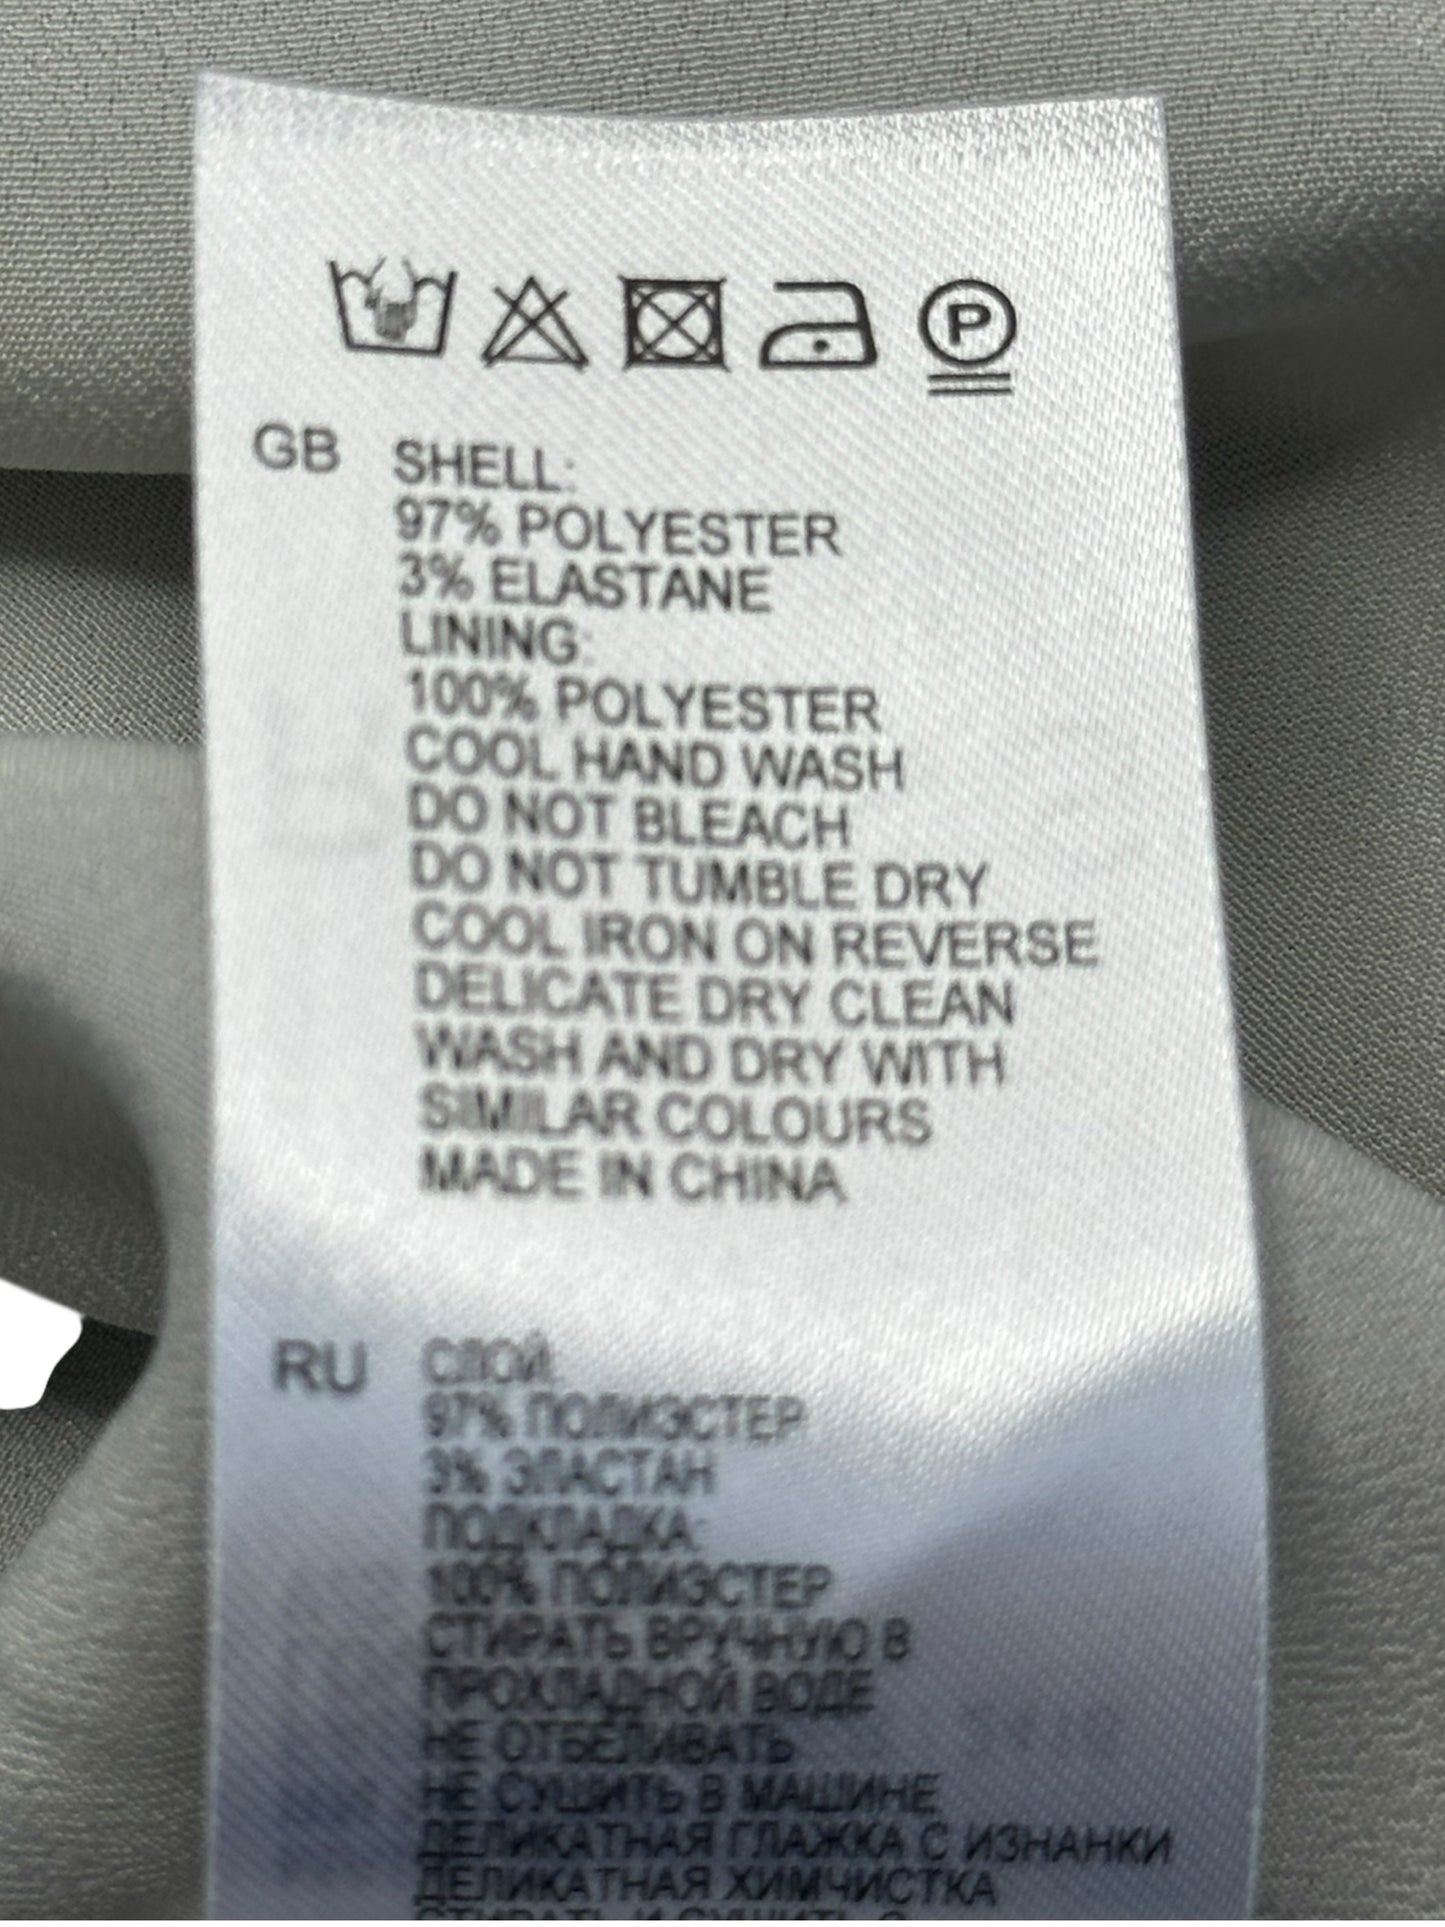 P
GB SHELL:
97% POLYESTER
3% ELASTANE
LINING:
100% POLYESTER
COOL HAND WASH
DO NOT BLEACH
DO NOT TUMBLE DRY
COOL IRON ON REVERSE
DELICATE DRY CLEAN
WASH AND DRY WITH
SIMILAR COLOURS
MADE IN CHINA
RU СЛОЙ:
97% ПОЛИЭСТЕР
3% ЭЛАСТАН
ПОДКЛАДКА:
100% ПОЛИЭСТЕР
СТИРАТЬ ВРУЧНУЮ В
ПРОХЛАДНОЙ ВОДЕ
НЕ ОТБЕЛИВАТЬ
НЕ СУШИТЬ В МАШИНЕ
ДЕЛИКАТНАЯ ГЛАЖКА С ИЗНАНКИ
ДЕЛИКАТНАЯ ХИМЧИСТКА
СТИРАТЬ И СУШИТЬ С